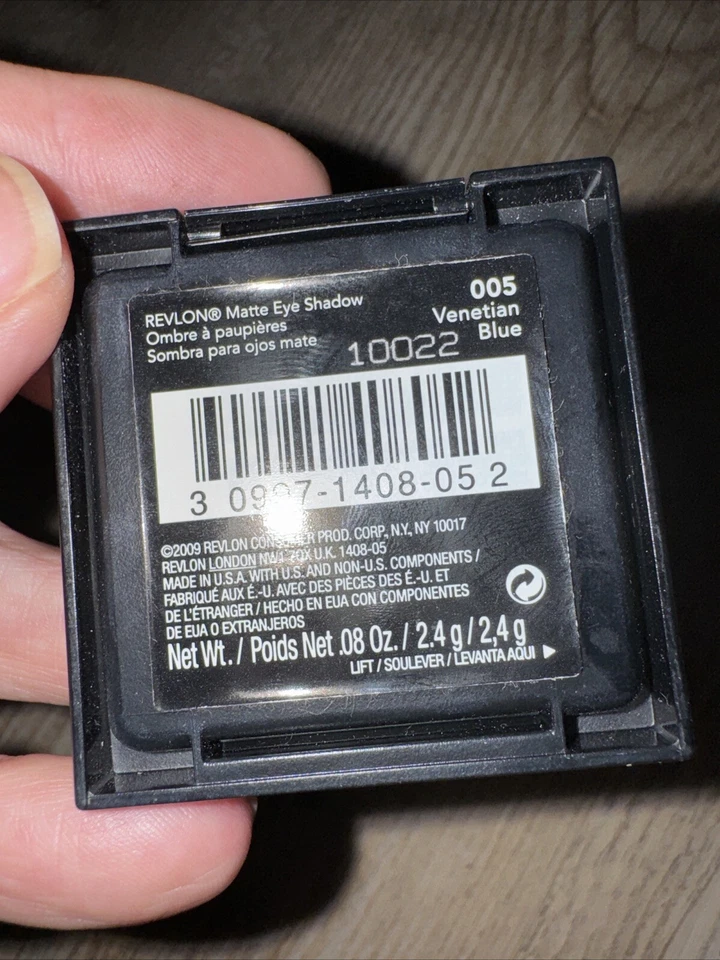 REVLON® Matte Eye Shadow
Ombre à paupières
Sombra para ojos mate
005
Venetian
Blue
10022
3 09 7-1408-05 2
©2009 REVLON CONSUMER PROD. CORP., N.Y., NY 10017
REVLON LONDON NW1 7QX U.K. 1408-05
MADE IN U.S.A. WITH U.S. AND NON-U.S. COMPONENTS /
FABRIQUÉ AUX É.-U. AVEC DES PIÈCES DES É.-U. ET
DE L'ÉTRANGER / HECHO EN EUA CON COMPONENTES
DE EUA O EXTRANJEROS
Net Wt. / Poids Net .08 Oz. / 2.4 g / 2,4 g
LIFT / SOULEVER / LEVANTA AQUI ▶